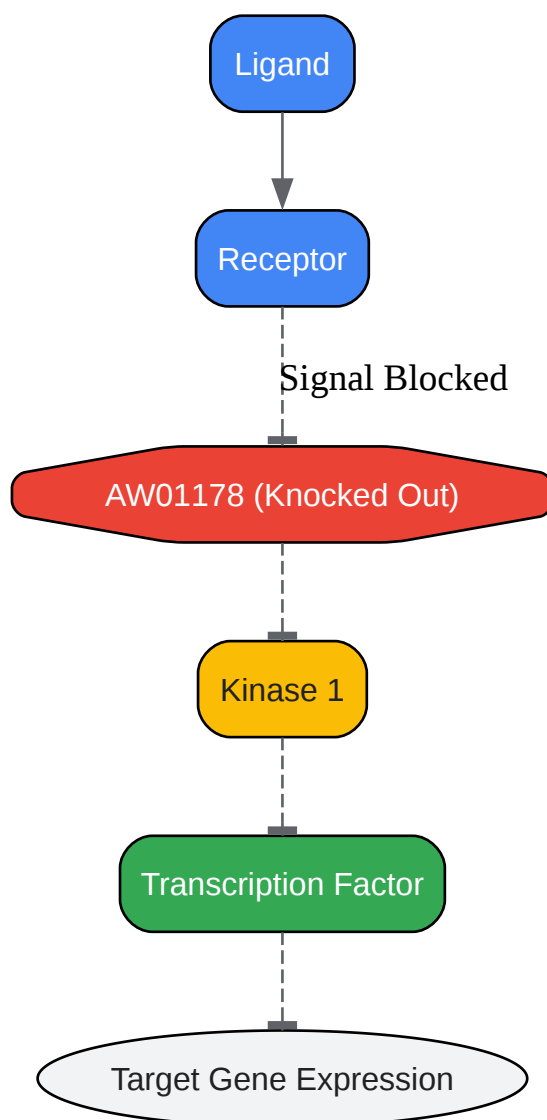 Ligand
Receptor
Signal Blocked
AW01178 (Knocked Out)
Kinase 1
Transcription Factor
Target Gene Expression